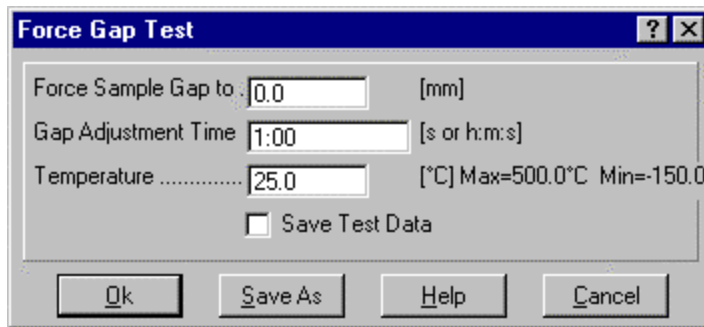 Force Gap Test ? X
Force Sample Gap to . 0.0 [mm]
Gap Adjustment Time 1:00 [s or h:m:s]
Temperature .............. 25.0 [°C] Max=500.0°C Min=-150.0
Save Test Data
Ok Save As Help Cancel